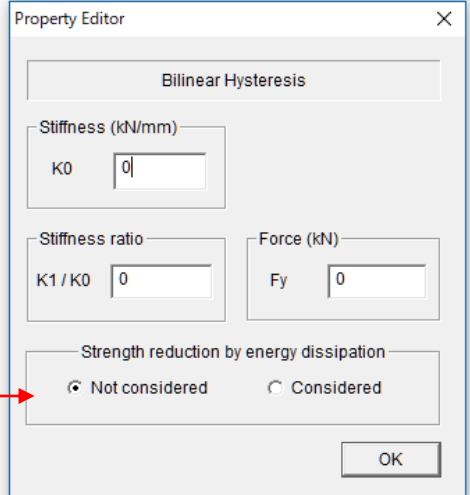 Property Editor
Bilinear Hysteresis
Stiffness (kN/mm)
K0 0
Stiffness ratio Force (kN)
K1 / K0 0 Fy 0
Strength reduction by energy dissipation
Not considered Considered
OK